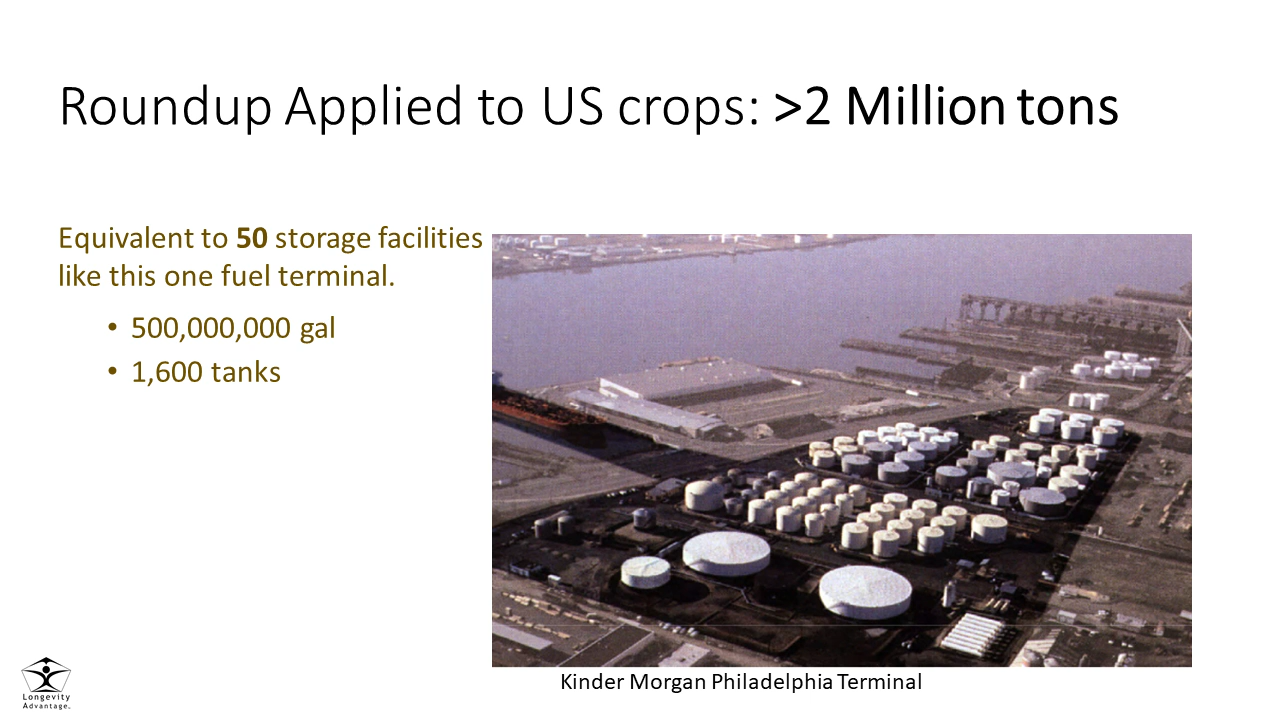 Roundup Applied to US crops: >2 Million tons
Equivalent to 50 storage facilities
like this one fuel terminal.
• 500,000,000 gal
• 1,600 tanks
Kinder Morgan Philadelphia Terminal
Longevity
Advantage